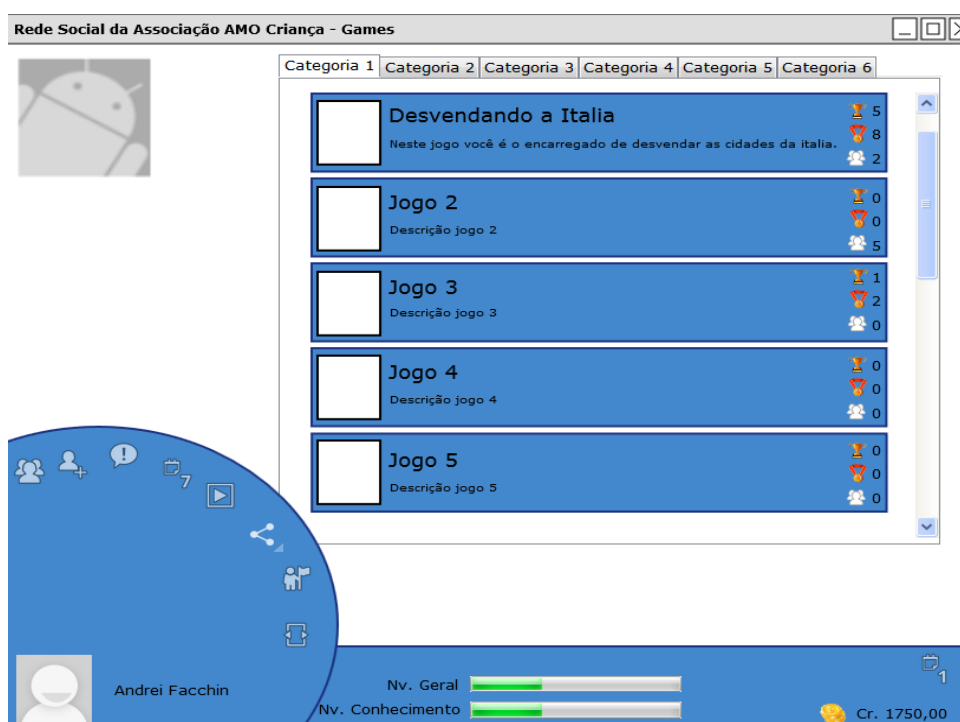 Rede Social da Associação AMO Criança - Games
Categoria 1 Categoria 2 Categoria 3 Categoria 4 Categoria 5 Categoria 6
Desvendando a Italia
Neste jogo você é o encarregado de desvendar as cidades da italia.
5
8
2
Jogo 2
Descrição jogo 2
0
0
5
Jogo 3
Descrição jogo 3
1
2
0
Jogo 4
Descrição jogo 4
0
0
0
Jogo 5
Descrição jogo 5
0
0
0
7
Andrei Facchin
Nv. Geral
Nv. Conhecimento
1
Cr. 1750,00